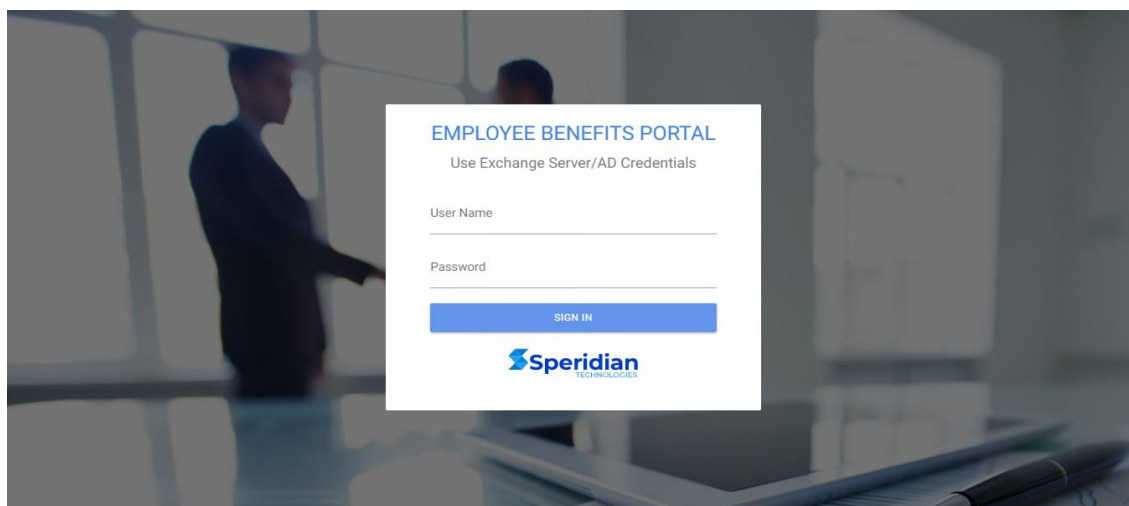 EMPLOYEE BENEFITS PORTAL
Use Exchange Server/AD Credentials
User Name
Password
SIGN IN
Speridian
TECHNOLOGIES